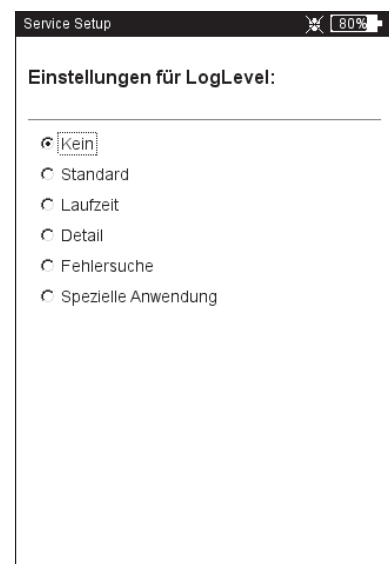 Service Setup 80%
Einstellungen für LogLevel:
Kein
Standard
Laufzeit
Detail
Fehlersuche
Spezielle Anwendung